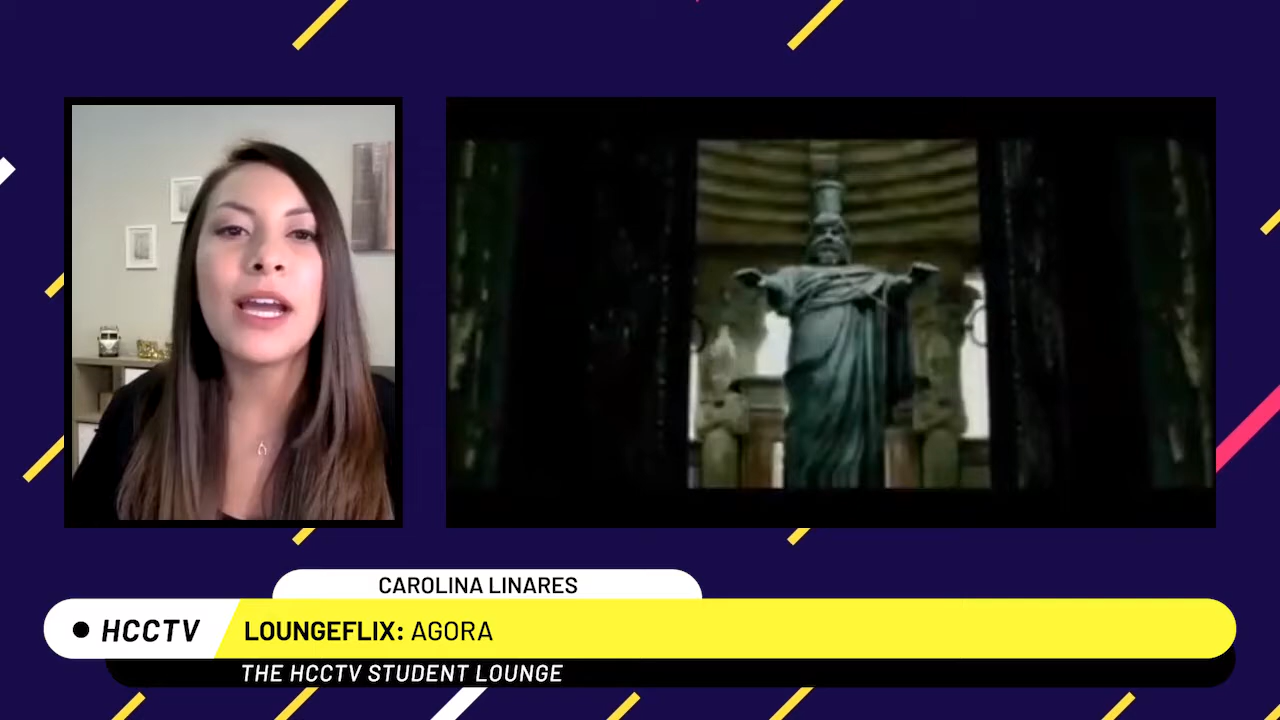 CAROLINA LINARES
HCCTV
LOUNGEFLIX: AGORA
THE HCCTV STUDENT LOUNGE